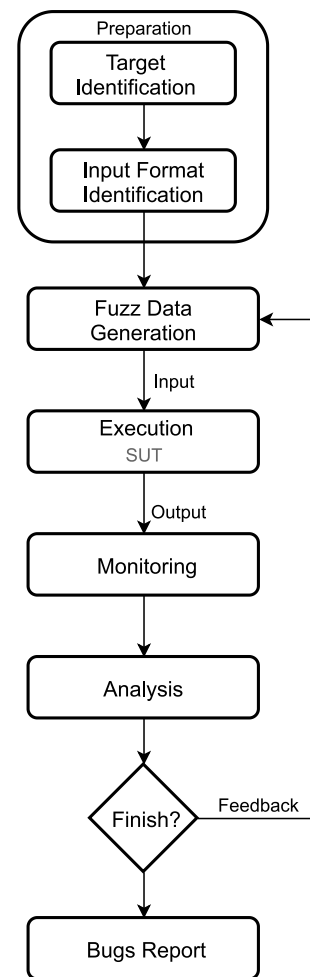 Preparation
Target
Identification
Input Format
Identification
Fuzz Data
Generation
Input
Execution
SUT
Output
Monitoring
Analysis
Finish?
Feedback
Bugs Report